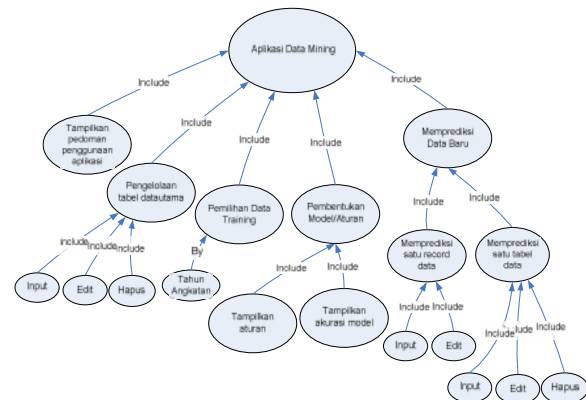 Aplikasi Data Mining
Include
Include
Include
Include
Include
Tampilkan
pedoman
penggunaan
aplikasi
Memprediksi
Data Baru
Pengelolaan
tabel datautama
Pemilihan Data
Training
Pembentukan
Model/Aturan
Include
Include
include
Include
Include
By
Memprediksi
satu record
data
Memprediksi
satu tabel
data
Include
Include
Input
Edit
Hapus
Tahun
Angkatan
Tampilkan
aturan
Tampilkan
akurasi model
Include
Include
Include
Include
Include
Input
Edit
Input
Edit
Hapus